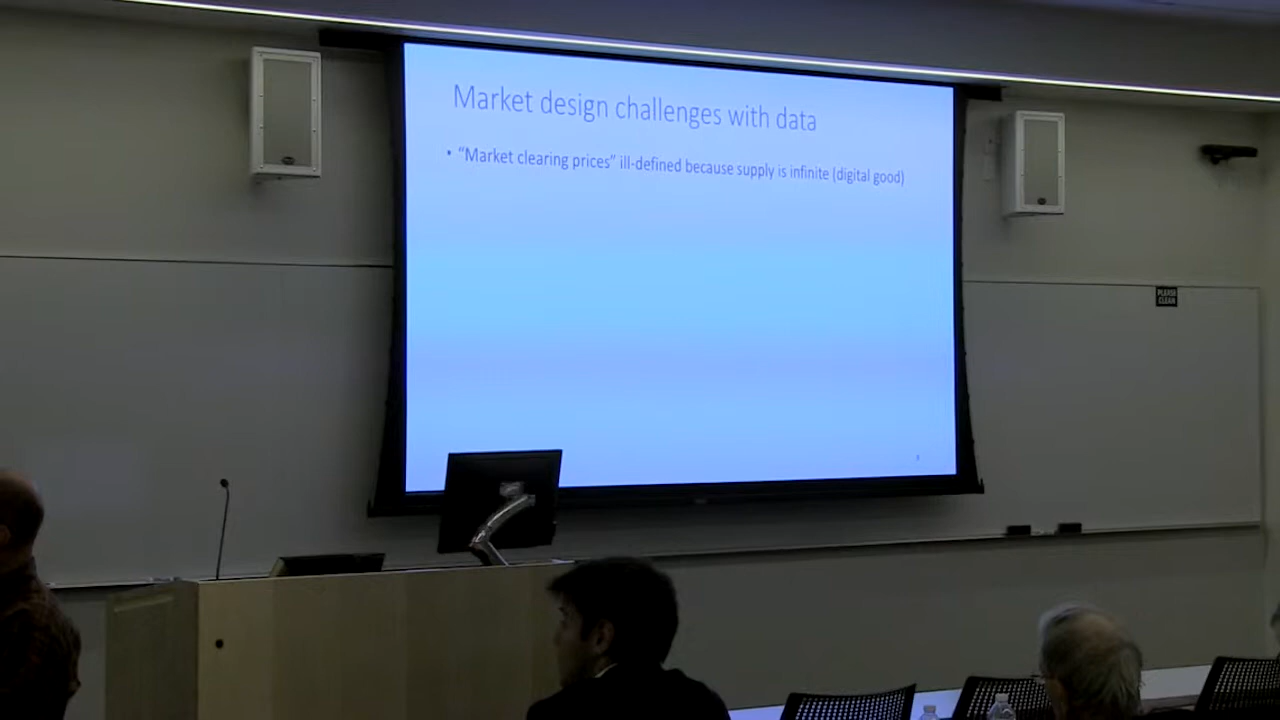 Market design challenges with data
• “Market clearing prices” ill-defined because supply is infinite (digital good)
PLEASE
CLEAN